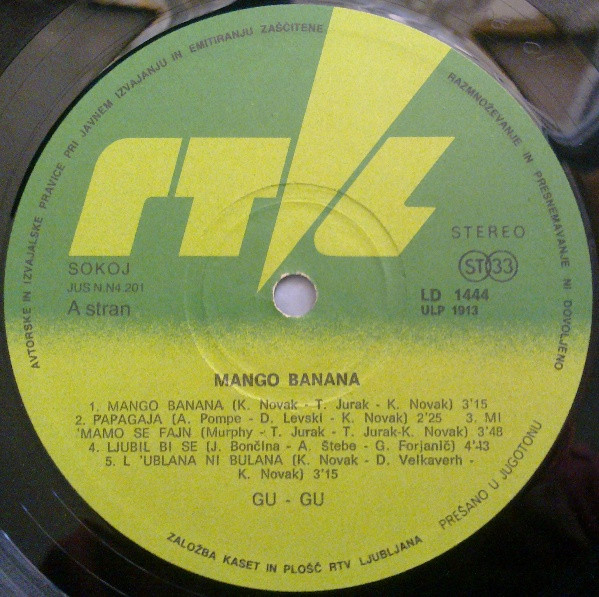 AVTORSKE IN IZVAJALSKE PRAVICE PRI JAVNEM IZVAJANJU IN EMITIRANJU ZAŠČITENE
RAZMNOŽEVANJE IN PRESNEMAVANJE NI DOVOLJENO
rtl
SOKOJ
JUS N.N4.201
A stran
STEREO
ST 33
LD 1444
ULP 1913
MANGO BANANA
1. MANGO BANANA (K. Novak - T. Jurak - K. Novak) 3'15
2. PAPAGAJA (A. Pompe - D. Levski - K. Novak) 2'25 3. MI
'MAMO SE FAJN (Murphy - T. Jurak - T. Jurak-K. Novak) 3'48
4. LJUBIL BI SE (J. Bončina - A. Štebe - G. Forjanič) 4'43
5. L 'UBLANA NI BULANA (K. Novak - D. Velkaverh -
K. Novak) 3'15
GU - GU
ZALOŽBA KASET IN PLOŠČ RTV LJUBLJANA
PREŠANO U JUGOTONU